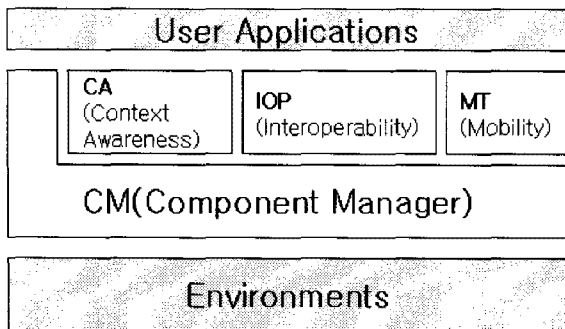 User Applications
CA
(Context
Awareness)
IOP
(Interoperability)
MT
(Mobility)
CM(Component Manager)
Environments